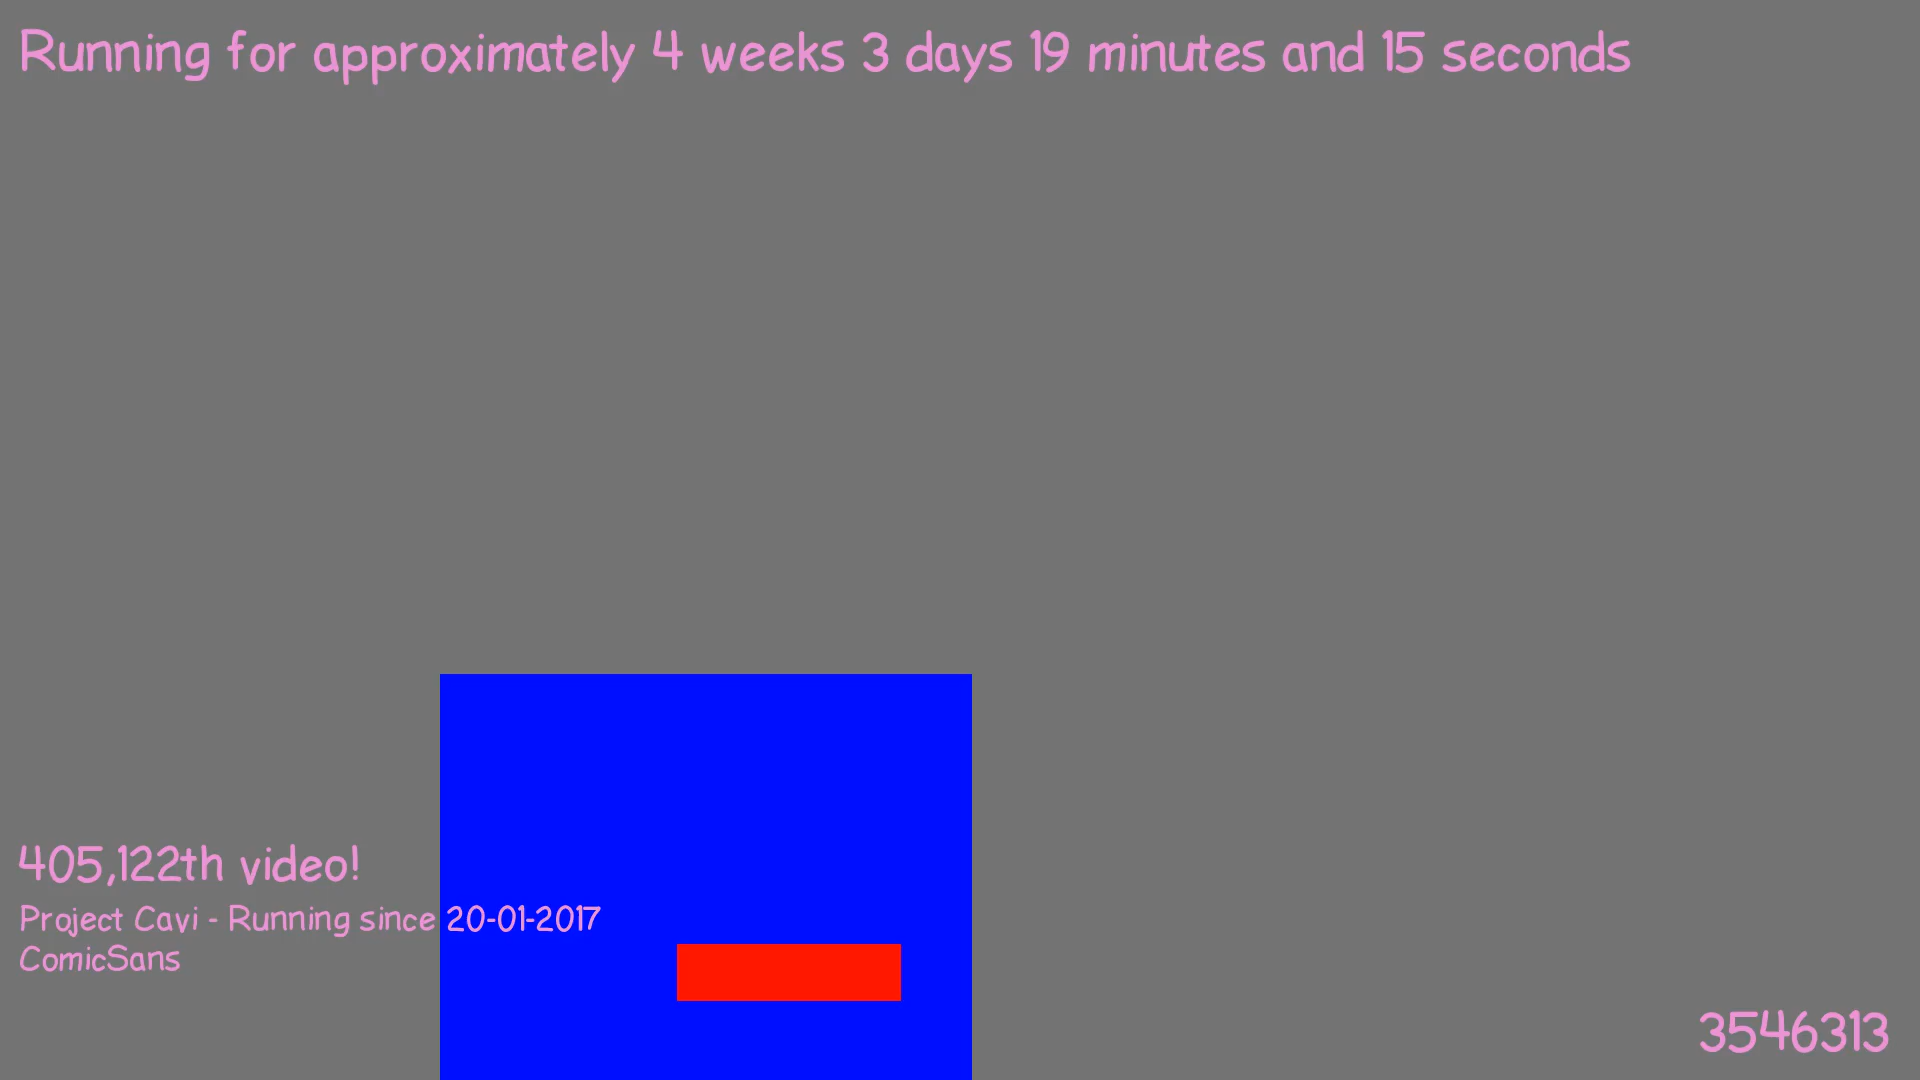 Running for approximately 4 weeks 3 days 19 minutes and 15 seconds
405,122th video!
Project Cavi - Running since 20-01-2017
ComicSans
3546313